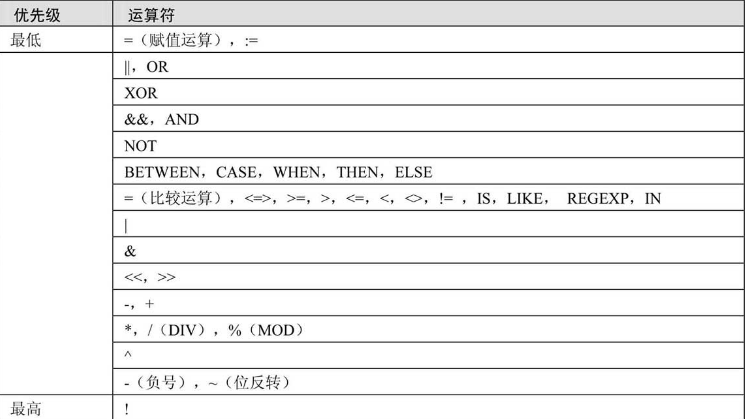 优先级 运算符
最低 =（赋值运算），:=
||，OR
XOR
&&，AND
NOT
BETWEEN，CASE，WHEN，THEN，ELSE
=（比较运算），<=>，>=，>，<=，<，<>，!= ，IS，LIKE， REGEXP，IN
|
&
<<，>>
-，+
*，/（DIV），%（MOD）
^
-（负号），~（位反转）
最高 !